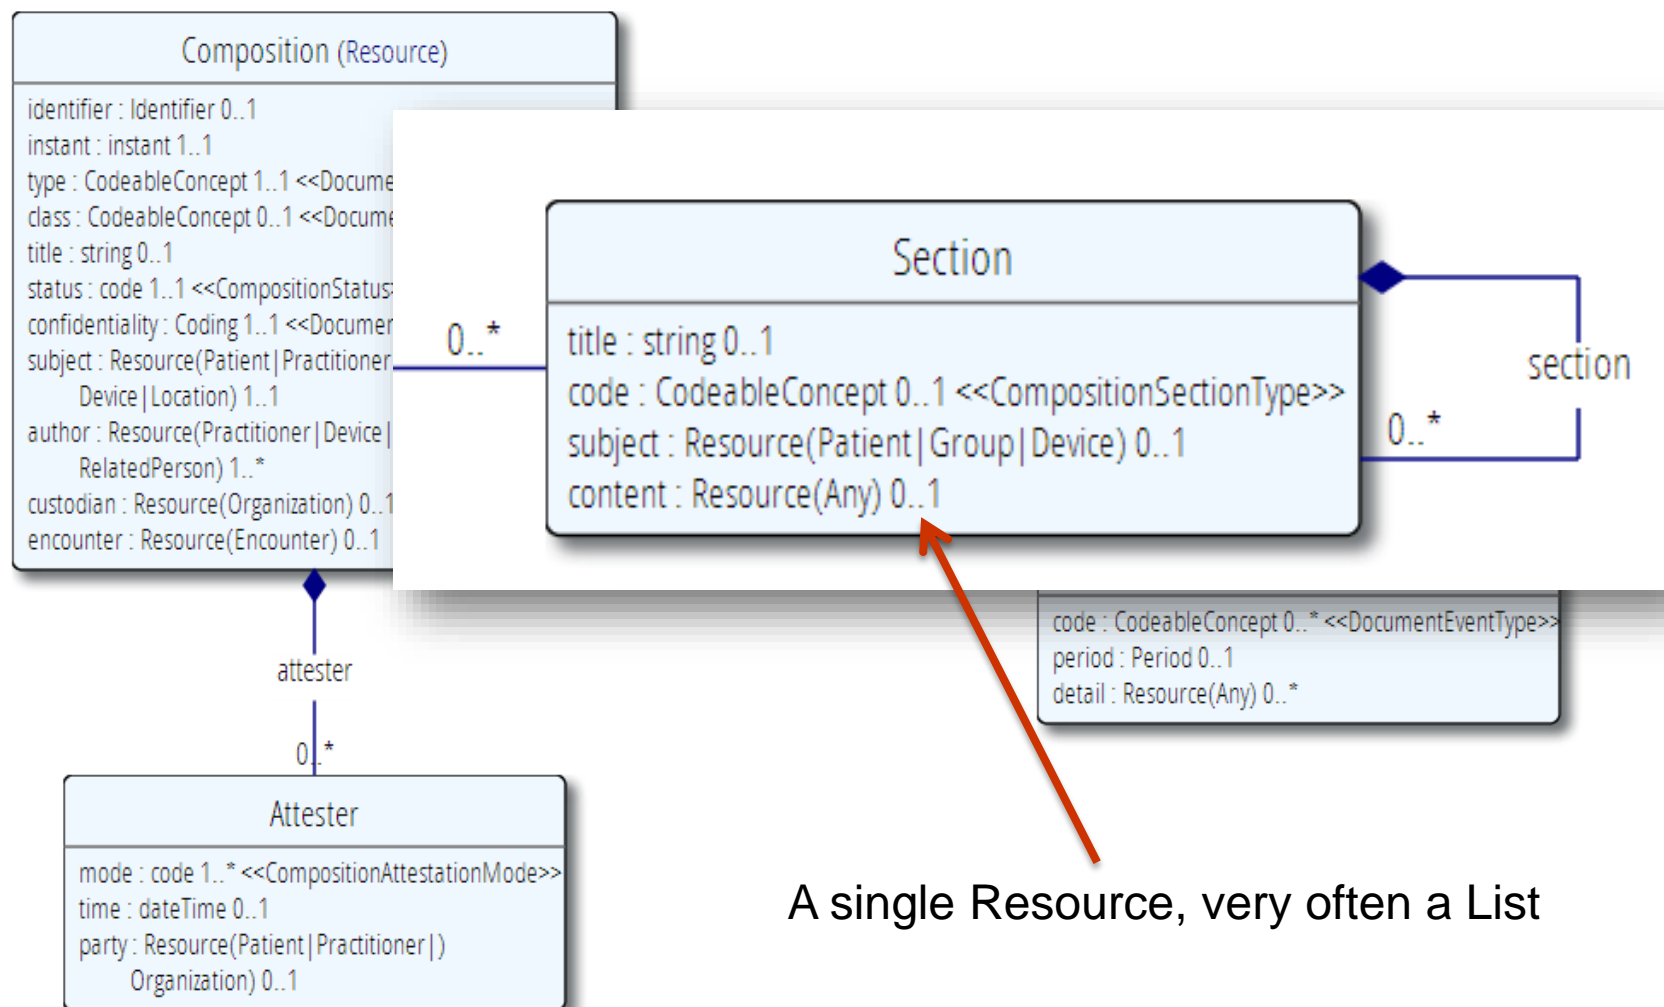 Composition (Resource)
identifier : Identifier 0..1
instant : instant 1..1
type : CodeableConcept 1..1 <<Docume
class : CodeableConcept 0..1 <<Docume
title : string 0..1
status : code 1..1 <<CompositionStatus
confidentiality : Coding 1..1 <<Documen
subject : Resource(Patient|Practitioner
Device|Location) 1..1
author : Resource(Practitioner|Device|
RelatedPerson) 1..*
custodian : Resource(Organization) 0..1
encounter : Resource(Encounter) 0..1
0..*
Section
title : string 0..1
code : CodeableConcept 0..1 <<CompositionSectionType>>
subject : Resource(Patient|Group|Device) 0..1
content : Resource(Any) 0..1
section
0..*
code : CodeableConcept 0..* <<DocumentEventType>>
period : Period 0..1
detail : Resource(Any) 0..*
attester
0..*
Attester
mode : code 1..* <<CompositionAttestationMode>>
time : dateTime 0..1
party : Resource(Patient|Practitioner|)
Organization) 0..1
A single Resource, very often a List